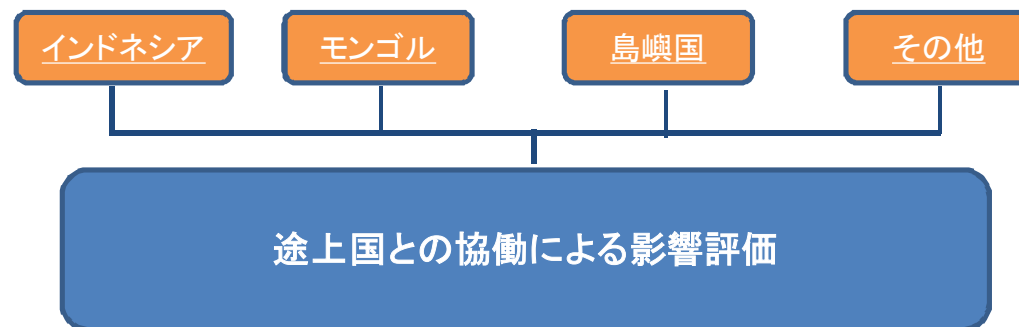 インドネシア
モンゴル
島嶼国
その他
途上国との協働による影響評価